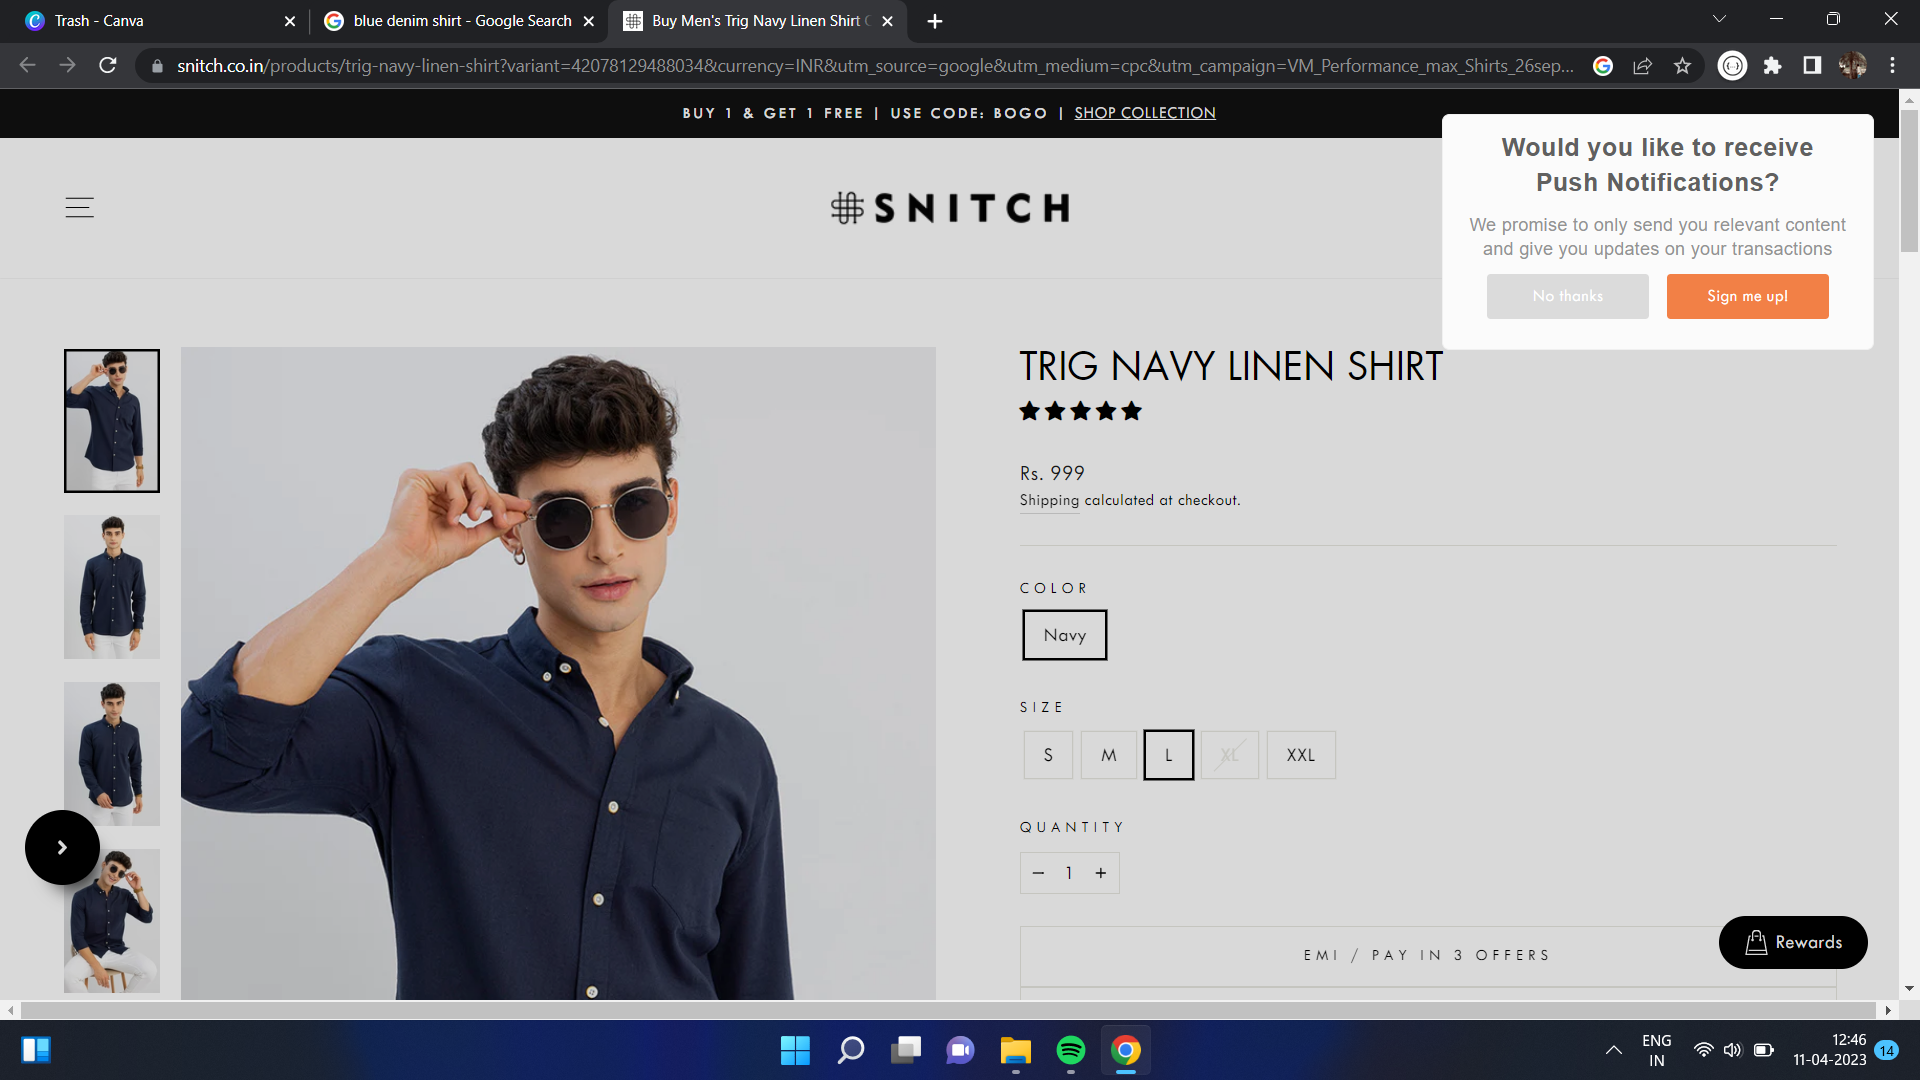 Trash - Canva
blue denim shirt - Google Search
Buy Men's Trig Navy Linen Shirt
snitch.co.in/products/trig-navy-linen-shirt?variant=42078129488034&currency=INR&utm_source=google&utm_medium=cpc&utm_campaign=VM_Performance_max_Shirts_26sep...
BUY 1 & GET 1 FREE | USE CODE: BOGO | SHOP COLLECTION
Would you like to receive
Push Notifications?
We promise to only send you relevant content
and give you updates on your transactions
No thanks
Sign me up!
SNITCH
TRIG NAVY LINEN SHIRT
Rs. 999
Shipping calculated at checkout.
COLOR
Navy
SIZE
S M L XL XXL
QUANTITY
− 1 +
EMI / PAY IN 3 OFFERS
Rewards
ENG
IN
12:46
11-04-2023
14